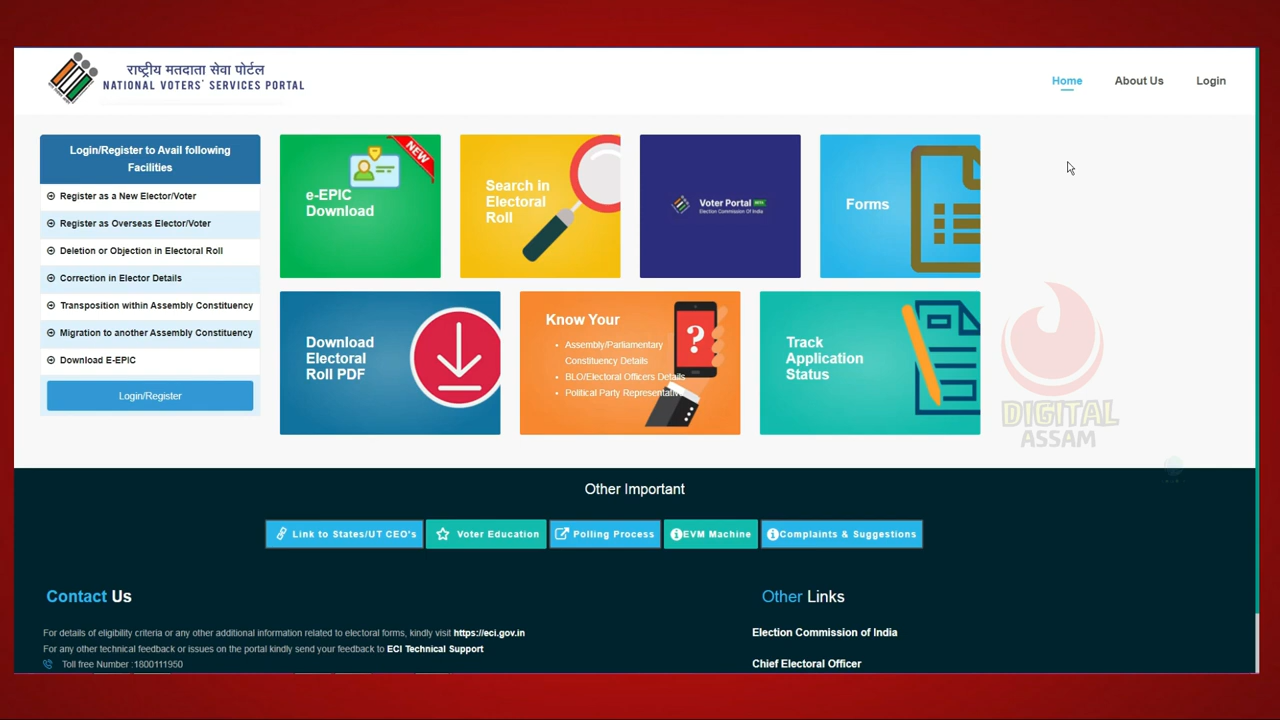 राष्ट्रीय मतदाता सेवा पोर्टल
NATIONAL VOTERS' SERVICES PORTAL
Home
About Us
Login
Login/Register to Avail following
Facilities
Register as a New Elector/Voter
Register as Overseas Elector/Voter
Deletion or Objection in Electoral Roll
Correction in Elector Details
Transposition within Assembly Constituency
Migration to another Assembly Constituency
Download E-EPIC
Login/Register
NEW
e-EPIC
Download
Search in
Electoral
Roll
Voter Portal
Election Commission Of India
Forms
Download
Electoral
Roll PDF
Know Your
Assembly/Parliamentary
Constituency Details
BLO/Electoral Officers Details
Political Party Representative
?
Track
Application
Status
DIGITAL
ASSAM
Other Important
Link to States/UT CEO's
Voter Education
Polling Process
EVM Machine
Complaints & Suggestions
Contact Us
For details of eligibility criteria or any other additional information related to electoral forms, kindly visit https://eci.gov.in
For any other technical feedback or issues on the portal kindly send your feedback to ECI Technical Support
Toll free Number :1800111950
Other Links
Election Commission of India
Chief Electoral Officer